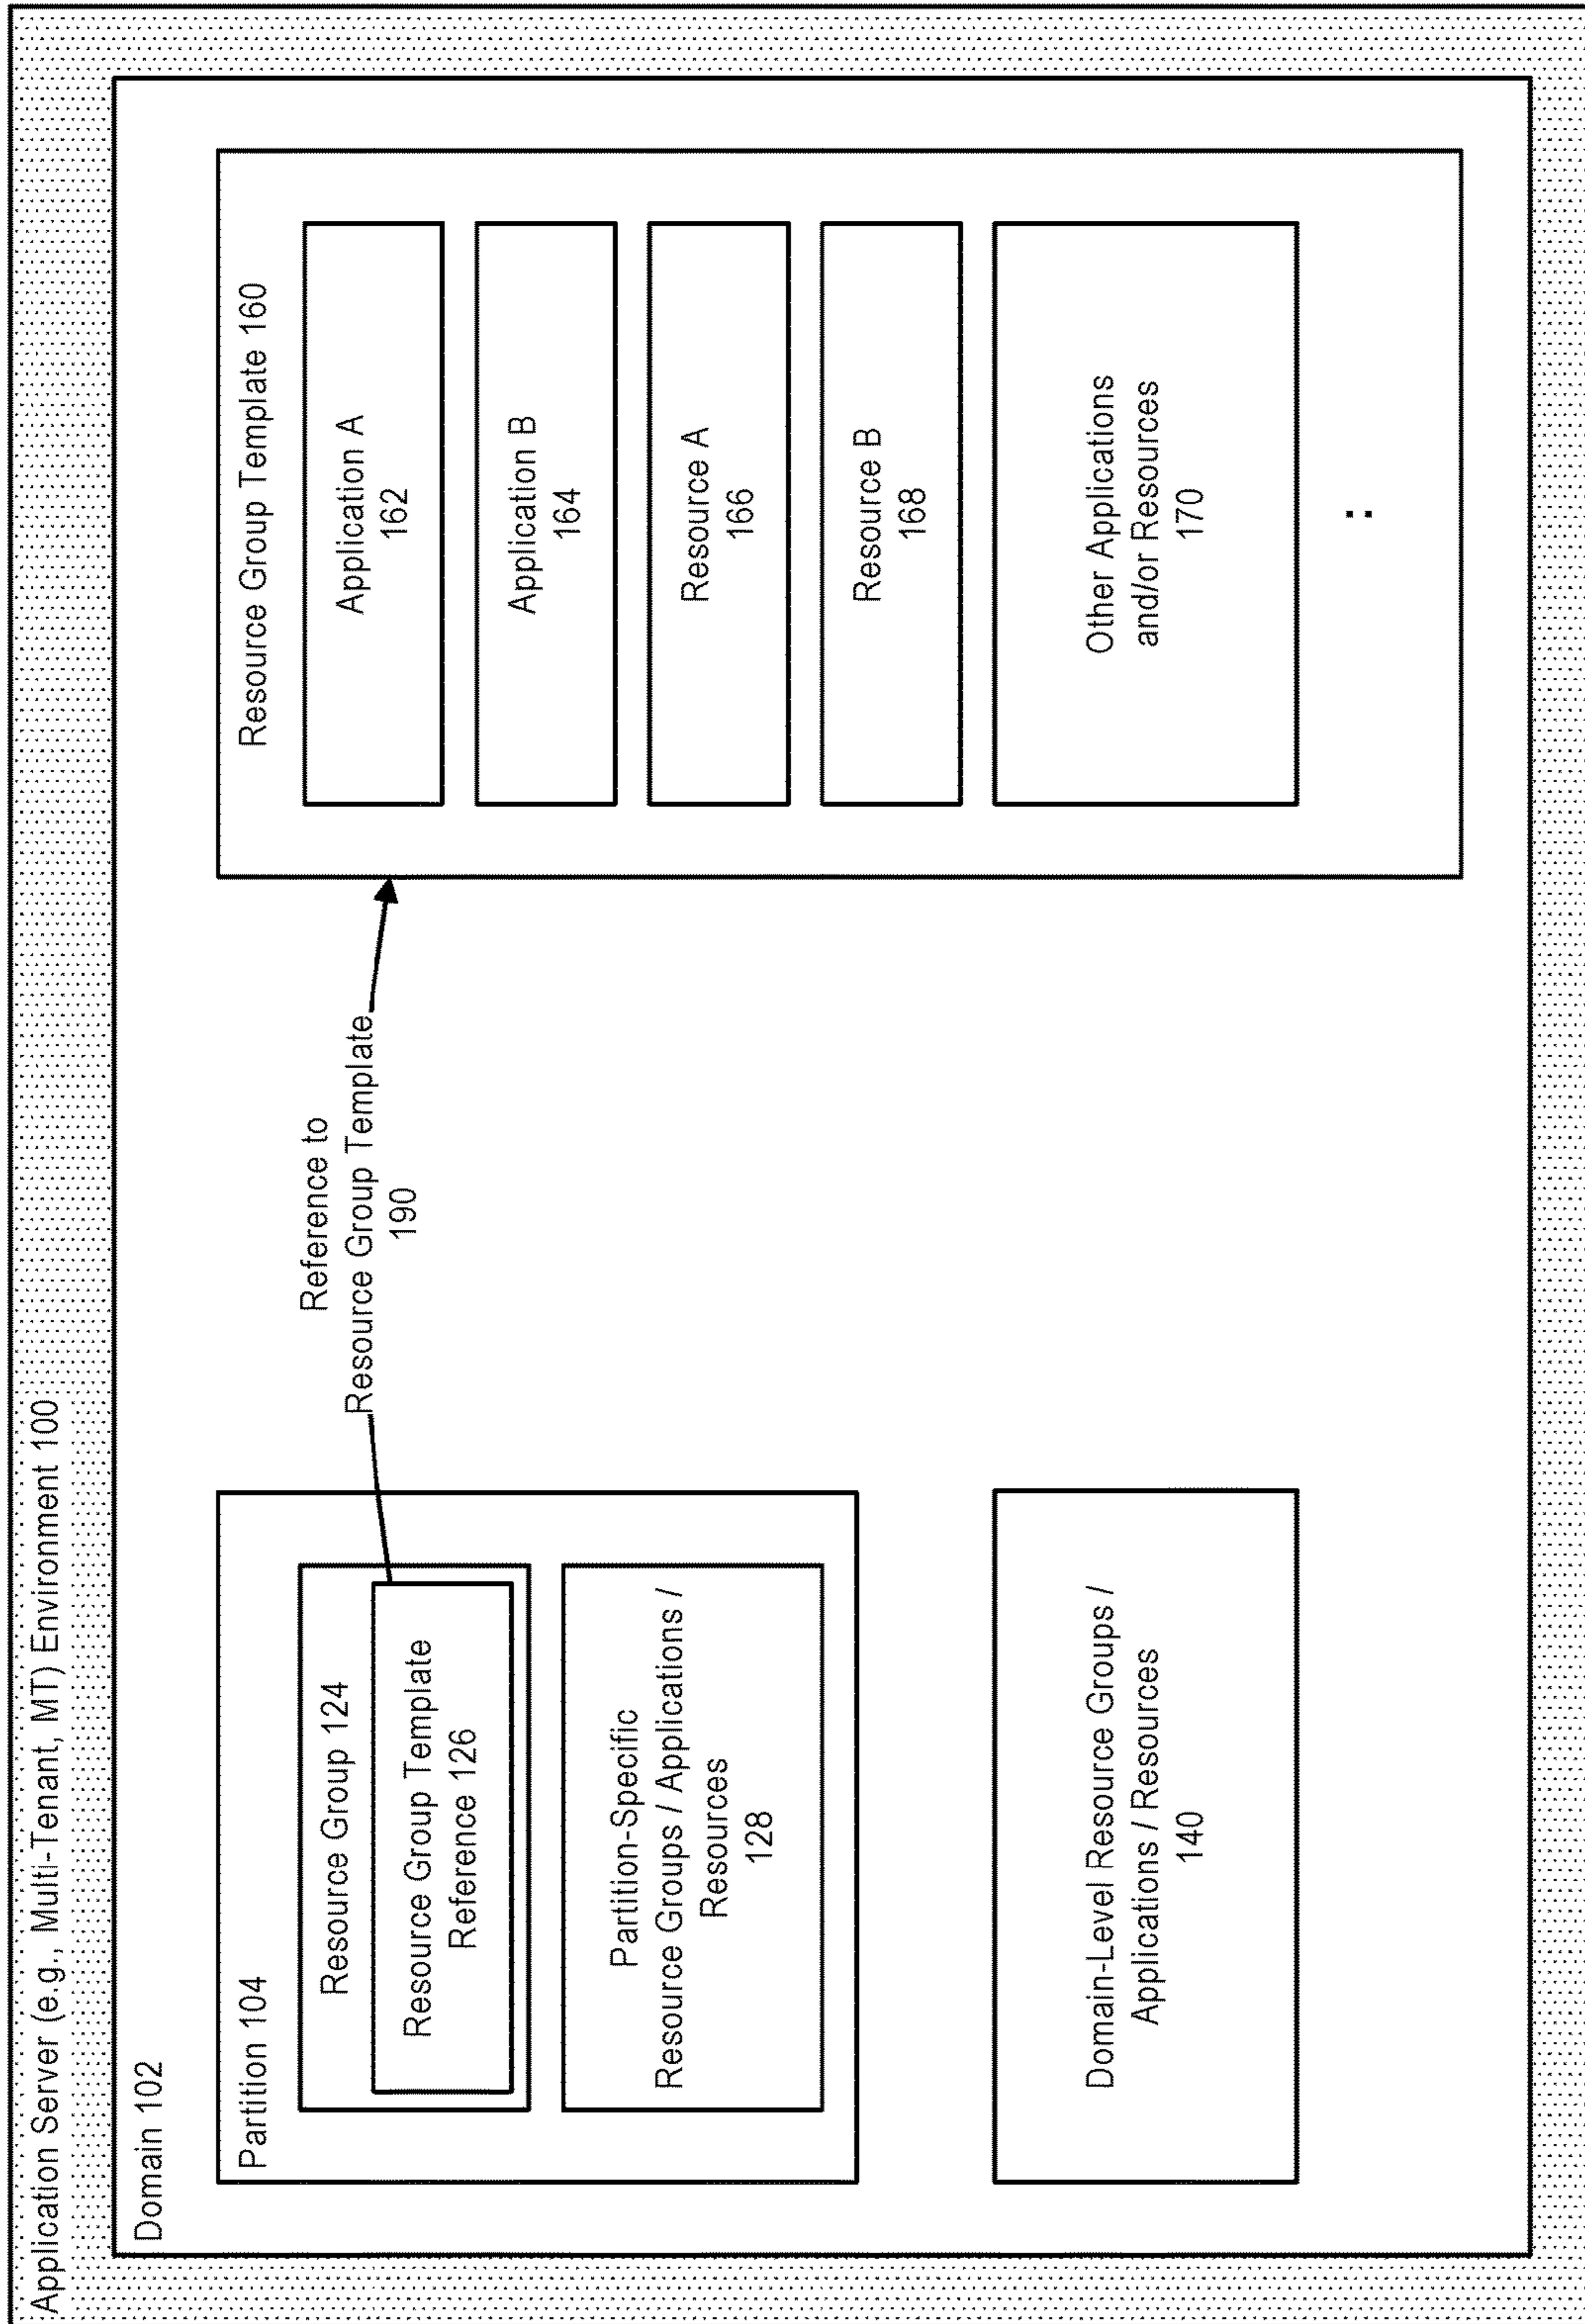 Application Server (e.g., Multi-Tenant, MT) Environment 100
Domain 102
Partition 104
Resource Group 124
Resource Group Template
Reference 126
Partition-Specific
Resource Groups / Applications /
Resources
128
Domain-Level Resource Groups /
Applications / Resources
140
Reference to
Resource Group Template
190
Resource Group Template 160
Application A
162
Application B
164
Resource A
166
Resource B
168
Other Applications
and/or Resources
170